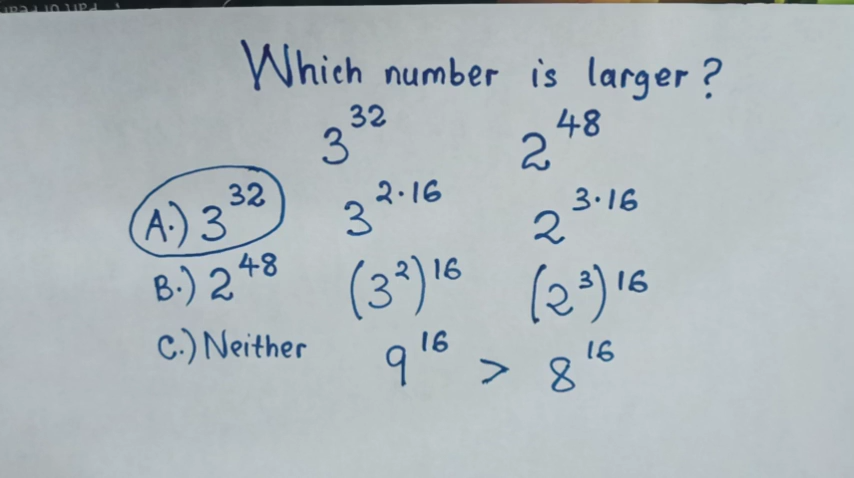 Which number is larger?
3^32 2^48
A.) 3^32 3^2·16 2^3·16
B.) 2^48 (3^2)^16 (2^3)^16
C.) Neither 9^16 > 8^16